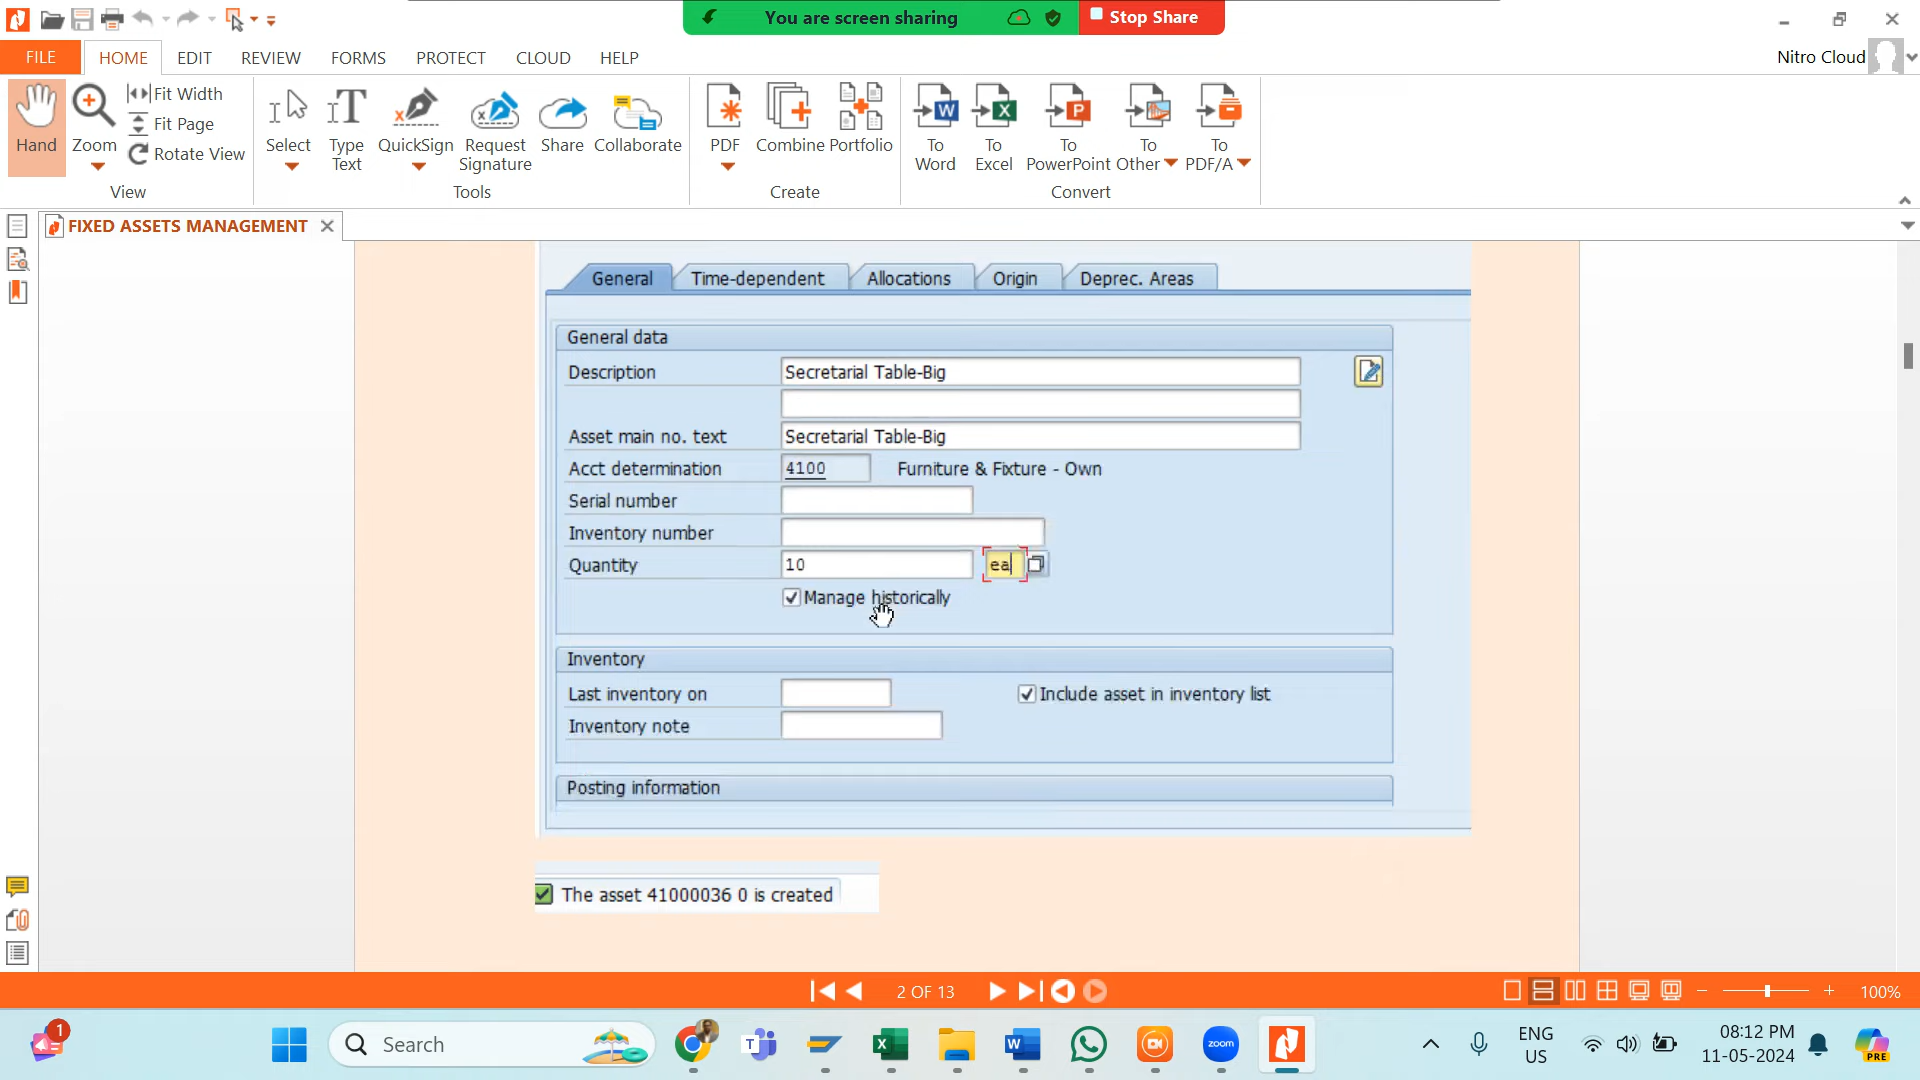 You are screen sharing
Stop Share
FILE
HOME
EDIT
REVIEW
FORMS
PROTECT
CLOUD
HELP
Nitro Cloud
Hand
Zoom
Fit Width
Fit Page
Rotate View
View
Select
Type Text
QuickSign
Request Signature
Share
Collaborate
Tools
PDF
Combine
Portfolio
Create
To Word
To Excel
To PowerPoint
To Other
To PDF/A
Convert
FIXED ASSETS MANAGEMENT
General
Time-dependent
Allocations
Origin
Deprec. Areas
General data
Description Secretarial Table-Big
Asset main no. text Secretarial Table-Big
Acct determination 4100 Furniture & Fixture - Own
Serial number
Inventory number
Quantity 10 ea
Manage historically
Inventory
Last inventory on
Include asset in inventory list
Inventory note
Posting information
The asset 41000036 0 is created
2 OF 13
100%
1
Search
zoom
ENG
US
08:12 PM
11-05-2024
PRE